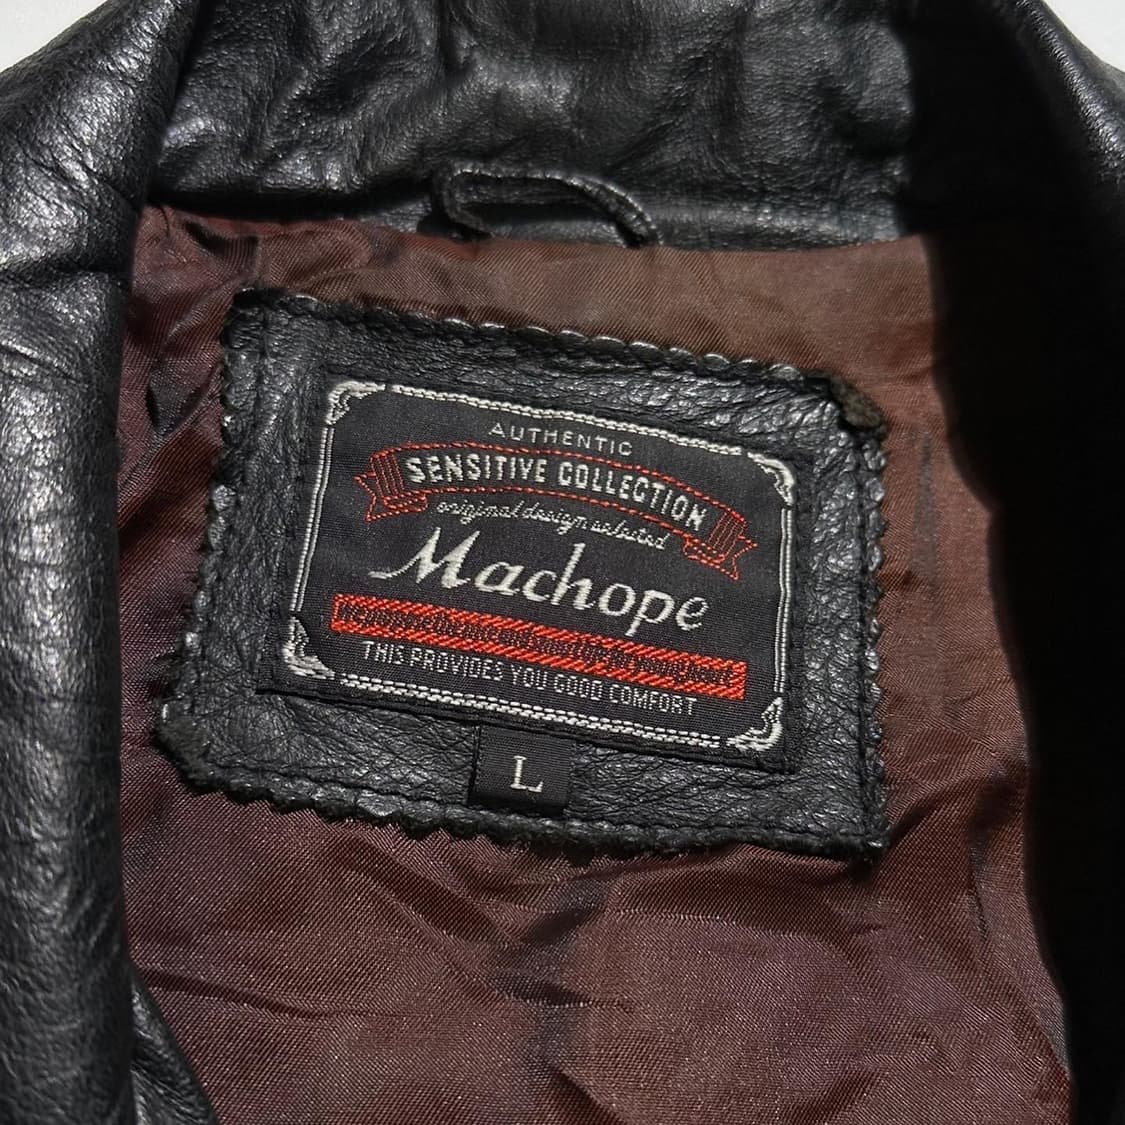 AUTHENTIC
SENSITIVE COLLECTION
original design selected
Machope
THIS PROVIDES YOU GOOD COMFORT
L